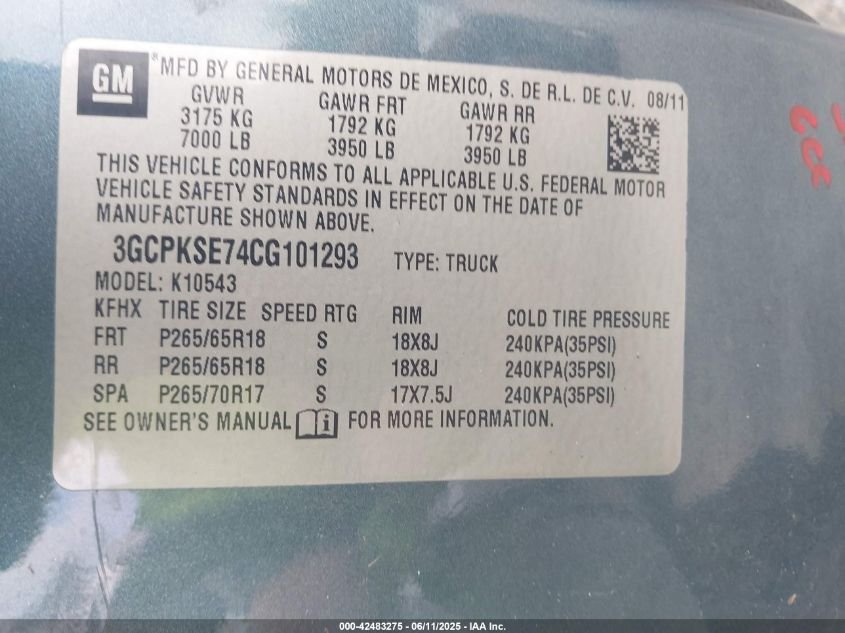 GM
MFD BY GENERAL MOTORS DE MEXICO, S. DE R.L. DE C.V. 08/11
GVWR GAWR FRT GAWR RR
3175 KG 1792 KG 1792 KG
7000 LB 3950 LB 3950 LB
THIS VEHICLE CONFORMS TO ALL APPLICABLE U.S. FEDERAL MOTOR
VEHICLE SAFETY STANDARDS IN EFFECT ON THE DATE OF
MANUFACTURE SHOWN ABOVE.
3GCPKSE74CG101293 TYPE: TRUCK
MODEL: K10543
KFHX TIRE SIZE SPEED RTG RIM COLD TIRE PRESSURE
FRT P265/65R18 S 18X8J 240KPA(35PSI)
RR P265/65R18 S 18X8J 240KPA(35PSI)
SPA P265/70R17 S 17X7.5J 240KPA(35PSI)
SEE OWNER'S MANUAL i FOR MORE INFORMATION.
000-42483275 - 06/11/2025 - IAA Inc.